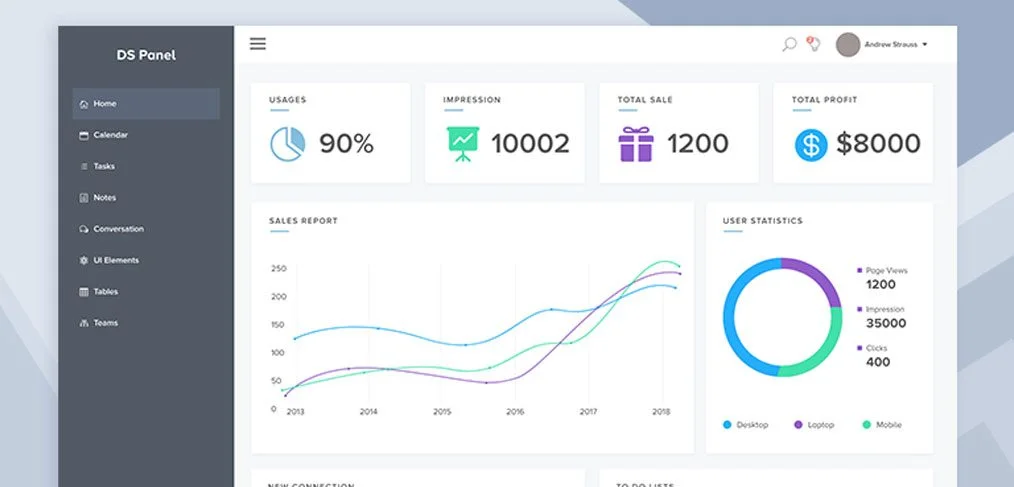 DS Panel
Home
Calendar
Tasks
Notes
Conversation
UI Elements
Tables
Teams
2
Andrew Strauss
USAGES
90%
IMPRESSION
10002
TOTAL SALE
1200
TOTAL PROFIT
$
$8000
SALES REPORT
250
200
150
100
50
0
2013 2014 2015 2016 2017 2018
USER STATISTICS
Page Views
1200
Impression
35000
Clicks
400
Desktop Loptop Mobile
NEW CONNECTION
TO DO LISTS